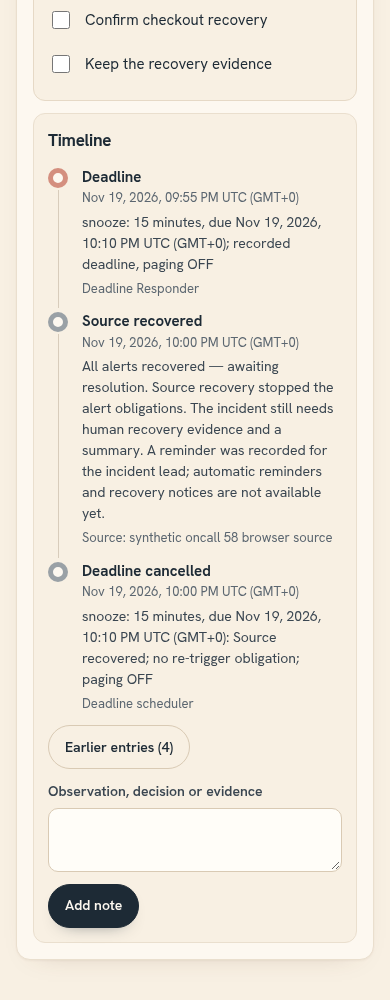 Confirm checkout recovery
Keep the recovery evidence
Timeline
Deadline
Nov 19, 2026, 09:55 PM UTC (GMT+0)
snooze: 15 minutes, due Nov 19, 2026,
10:10 PM UTC (GMT+0); recorded
deadline, paging OFF
Deadline Responder
Source recovered
Nov 19, 2026, 10:00 PM UTC (GMT+0)
All alerts recovered — awaiting
resolution. Source recovery stopped the
alert obligations. The incident still needs
human recovery evidence and a
summary. A reminder was recorded for
the incident lead; automatic reminders
and recovery notices are not available
yet.
Source: synthetic oncall 58 browser source
Deadline cancelled
Nov 19, 2026, 10:00 PM UTC (GMT+0)
snooze: 15 minutes, due Nov 19, 2026,
10:10 PM UTC (GMT+0): Source
recovered; no re-trigger obligation;
paging OFF
Deadline scheduler
Earlier entries (4)
Observation, decision or evidence
Add note